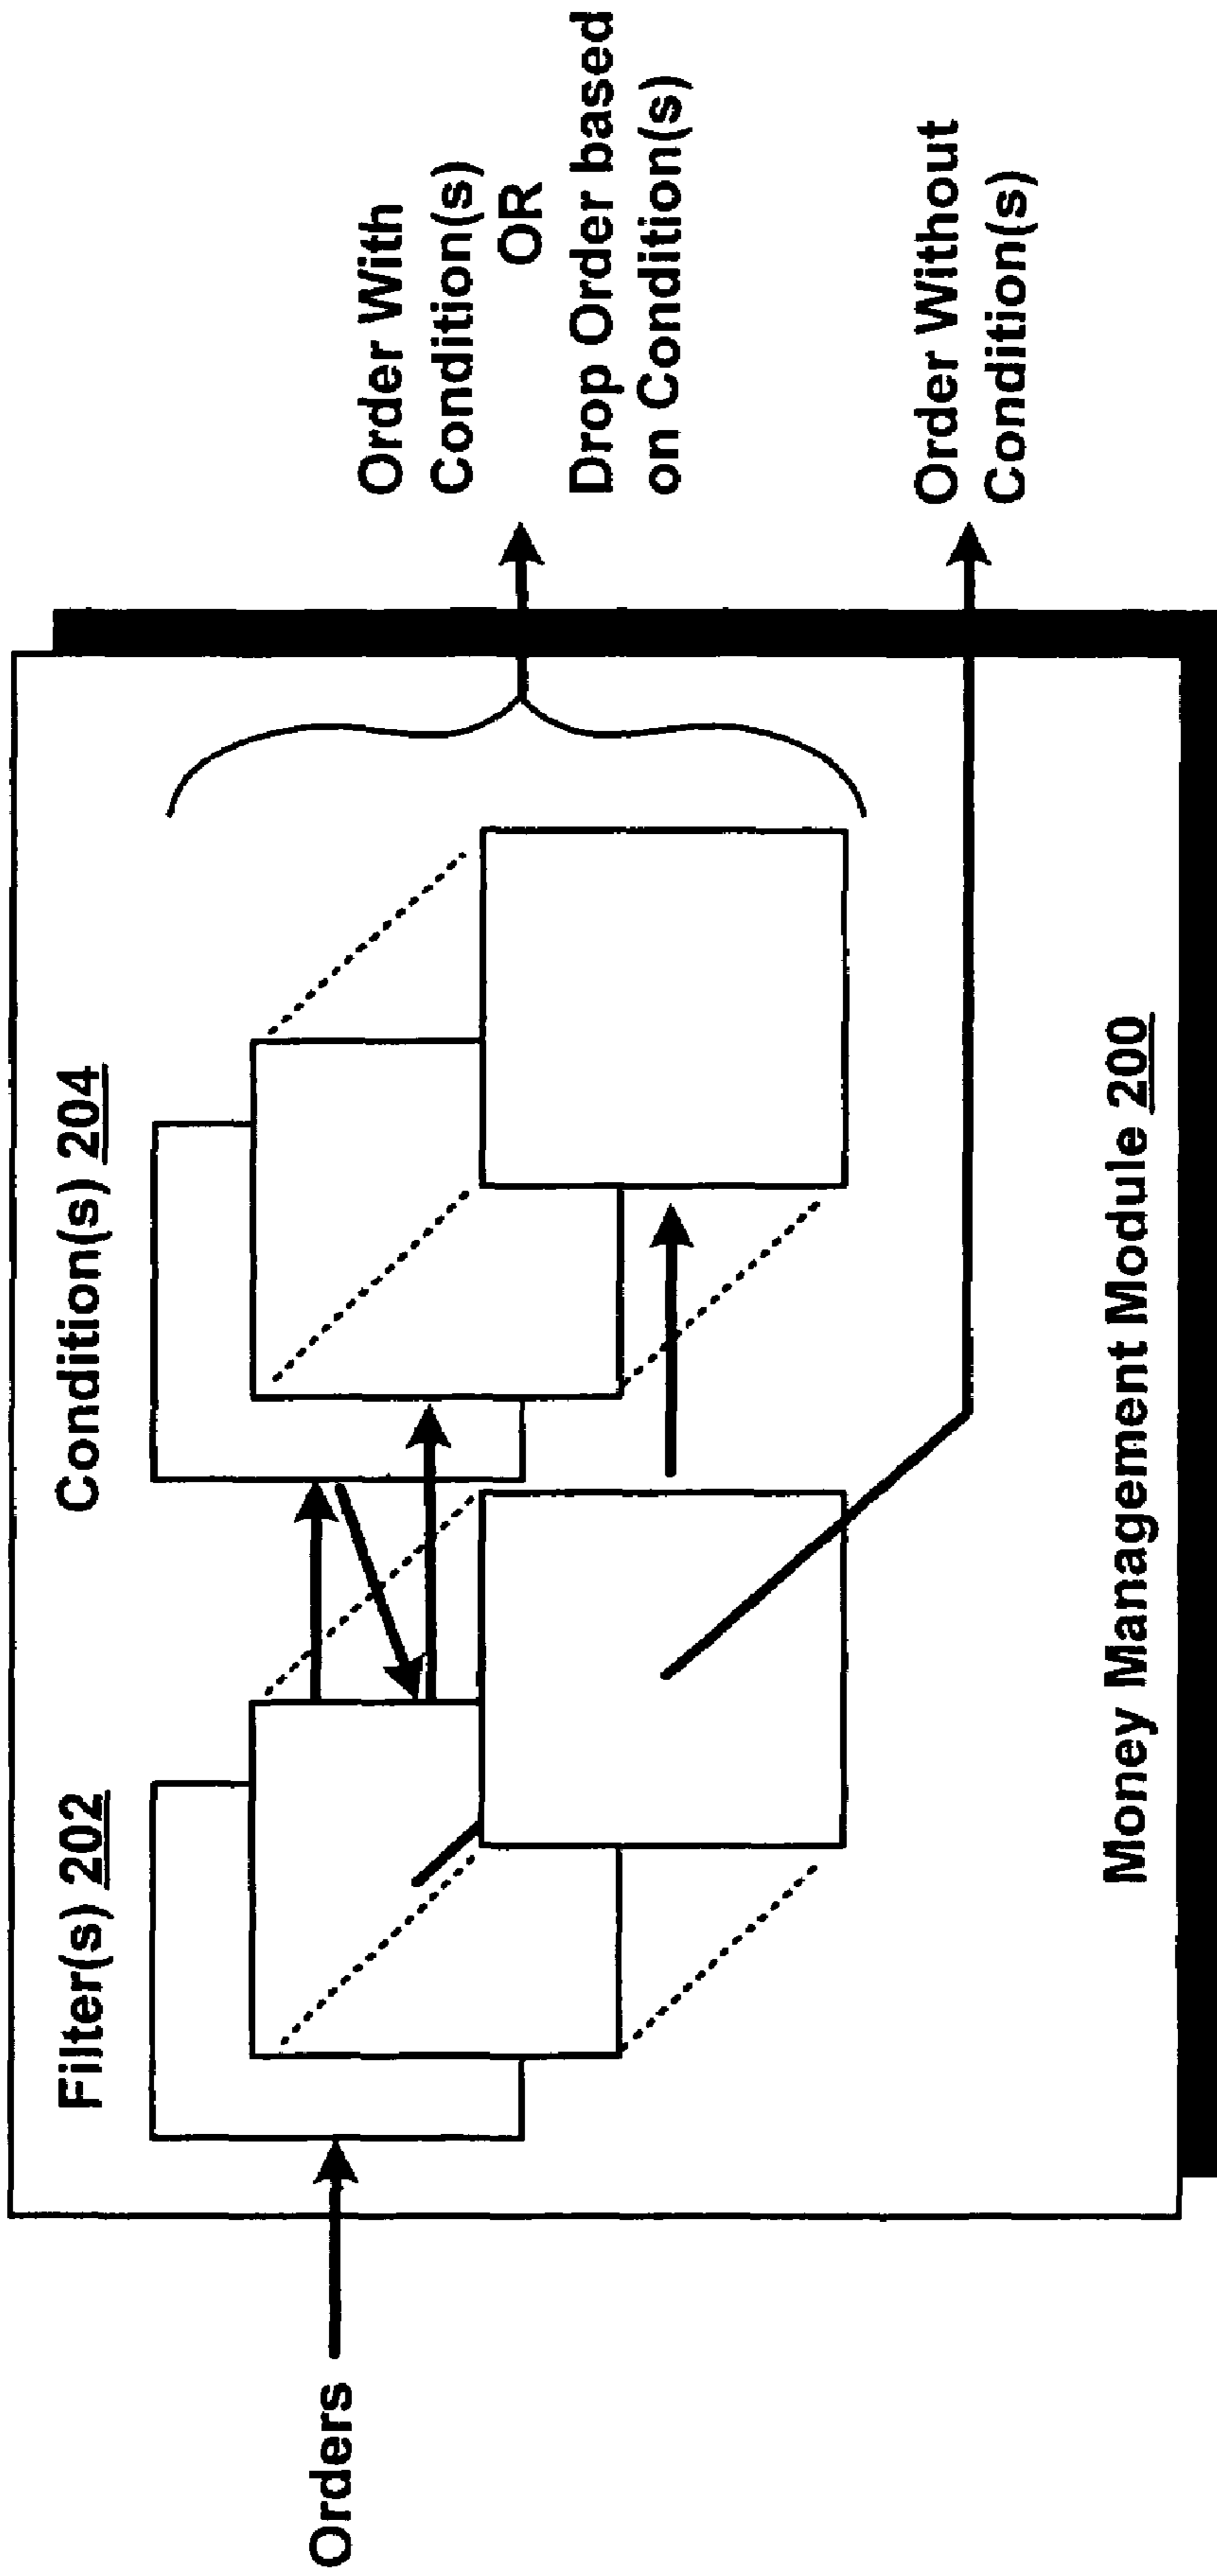 Orders
Filter(s) 202
Condition(s) 204
Money Management Module 200
Order With
Condition(s)
OR
Drop Order based
on Condition(s)
Order Without
Condition(s)